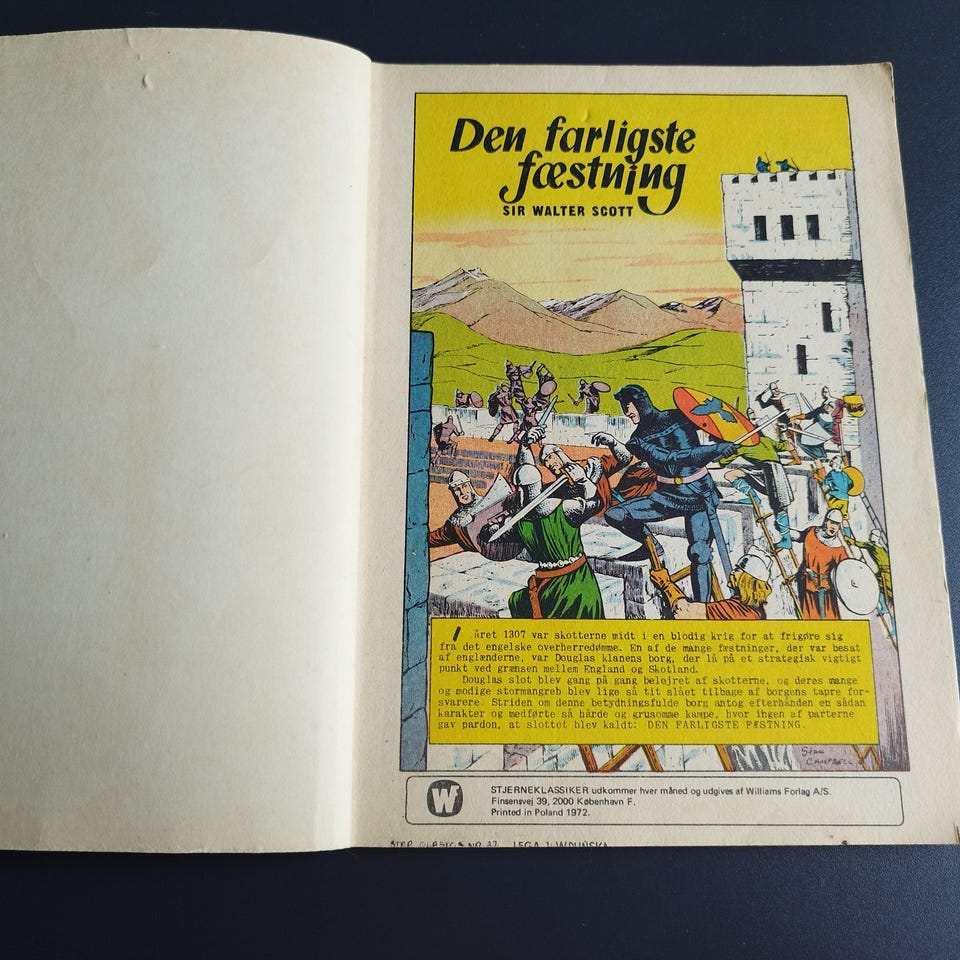 Den farligste
fæstning
SIR WALTER SCOTT
I året 1307 var skotterne midt i en blodig krig for at frigøre sig
fra det engelske overherredømme. En af de mange fæstninger, der var besat
af englænderne, var Douglas klanens borg, der lå på et strategisk vigtigt
punkt ved grænsen mellem England og Skotland.
Douglas slot blev gang på gang belejret af skotterne, og deres mange
og modige stormangreb blev lige så tit slået tilbage af borgens tapre for-
svarere. Striden om denne betydningsfulde borg antog efterhånden en sådan
karakter og medførte så hårde og grusomme kampe, hvor ingen af parterne
gav pardon, at slottet blev kaldt: DEN FARLIGSTE FÆSTNING.
Stan
CAMPBELL
W
STJERNEKLASSIKER udkommer hver måned og udgives af Williams Forlag A/S.
Finsensvej 39, 2000 København F.
Printed in Poland 1972.